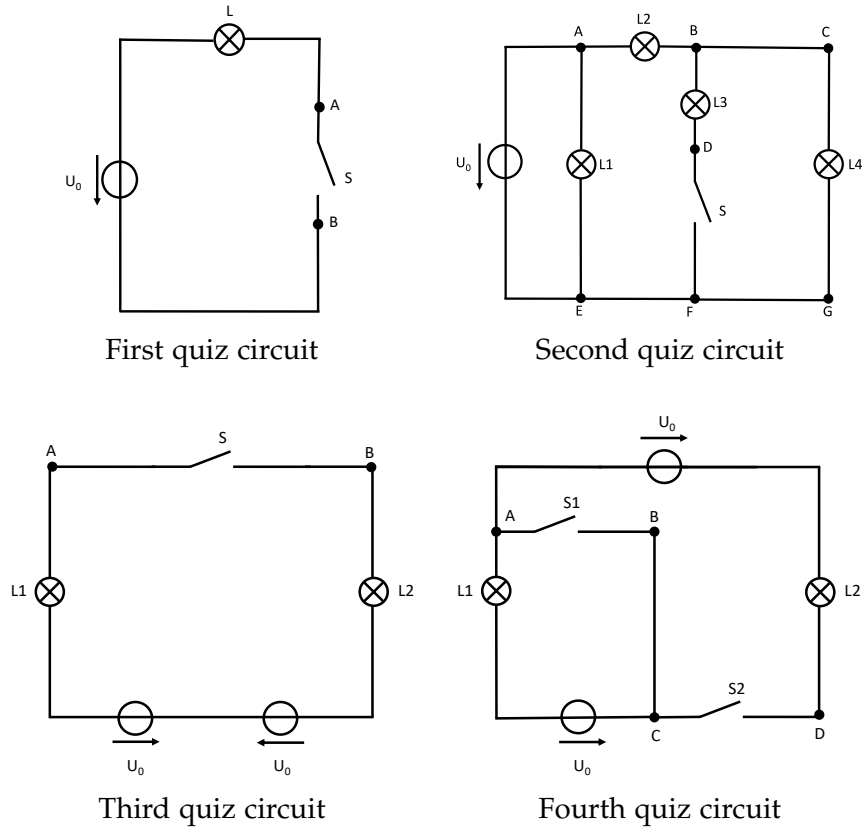 L
A
U₀
S
B
First quiz circuit
L2
A
B
C
L3
D
U₀
L1
L4
S
E
F
G
Second quiz circuit
S
A
B
L1
L2
U₀
U₀
Third quiz circuit
U₀
S1
A
B
L1
L2
S2
C
D
U₀
Fourth quiz circuit